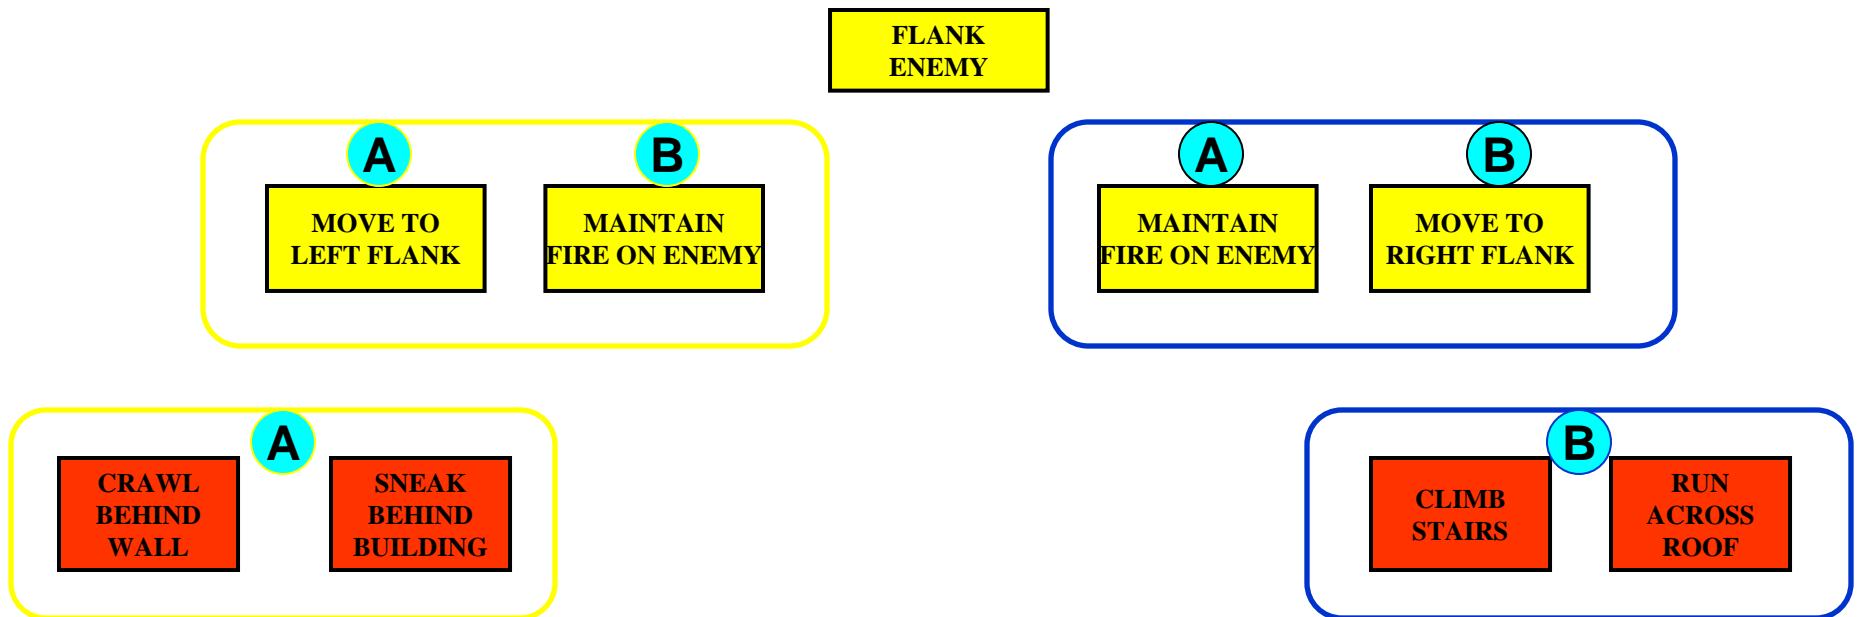 FLANK
ENEMY
A
B
A
B
MOVE TO
LEFT FLANK
MAINTAIN
FIRE ON ENEMY
MAINTAIN
FIRE ON ENEMY
MOVE TO
RIGHT FLANK
A
B
CRAWL
BEHIND
WALL
SNEAK
BEHIND
BUILDING
CLIMB
STAIRS
RUN
ACROSS
ROOF